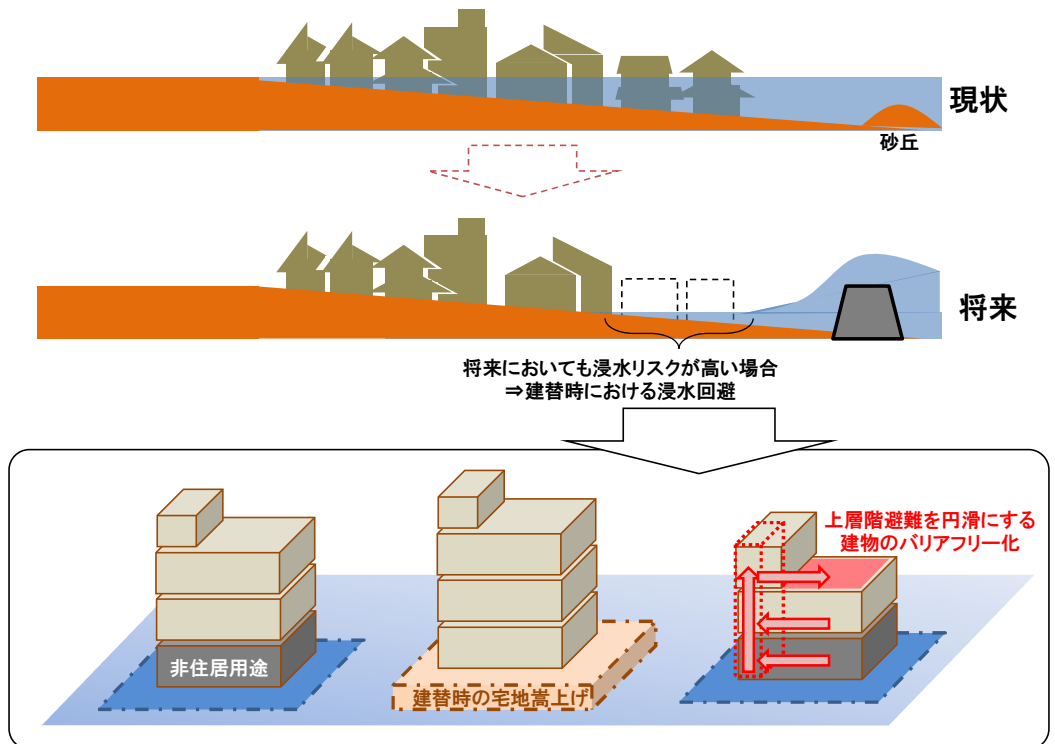 現状
砂丘
将来
将来においても浸水リスクが高い場合
⇒建替時における浸水回避
上層階避難を円滑にする
建物のバリアフリー化
非住居用途
建替時の宅地嵩上げ